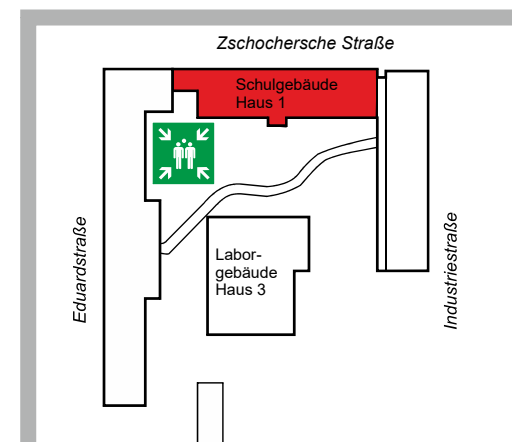 Zschochersche Straße
Schulgebäude
Haus 1
Eduardstraße
Labor-
gebäude
Haus 3
Industriestraße